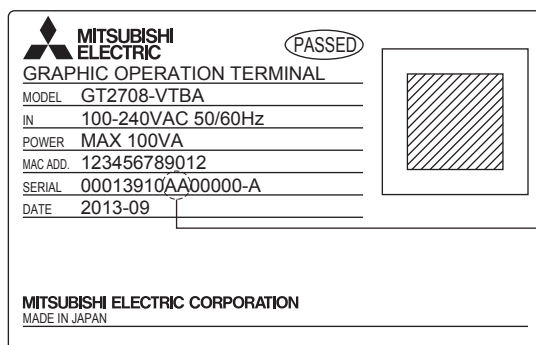 MITSUBISHI
ELECTRIC
PASSED
GRAPHIC OPERATION TERMINAL
MODEL GT2708-VTBA
IN 100-240VAC 50/60Hz
POWER MAX 100VA
MAC ADD. 123456789012
SERIAL 00013910AA00000-A
DATE 2013-09
MITSUBISHI ELECTRIC CORPORATION
MADE IN JAPAN